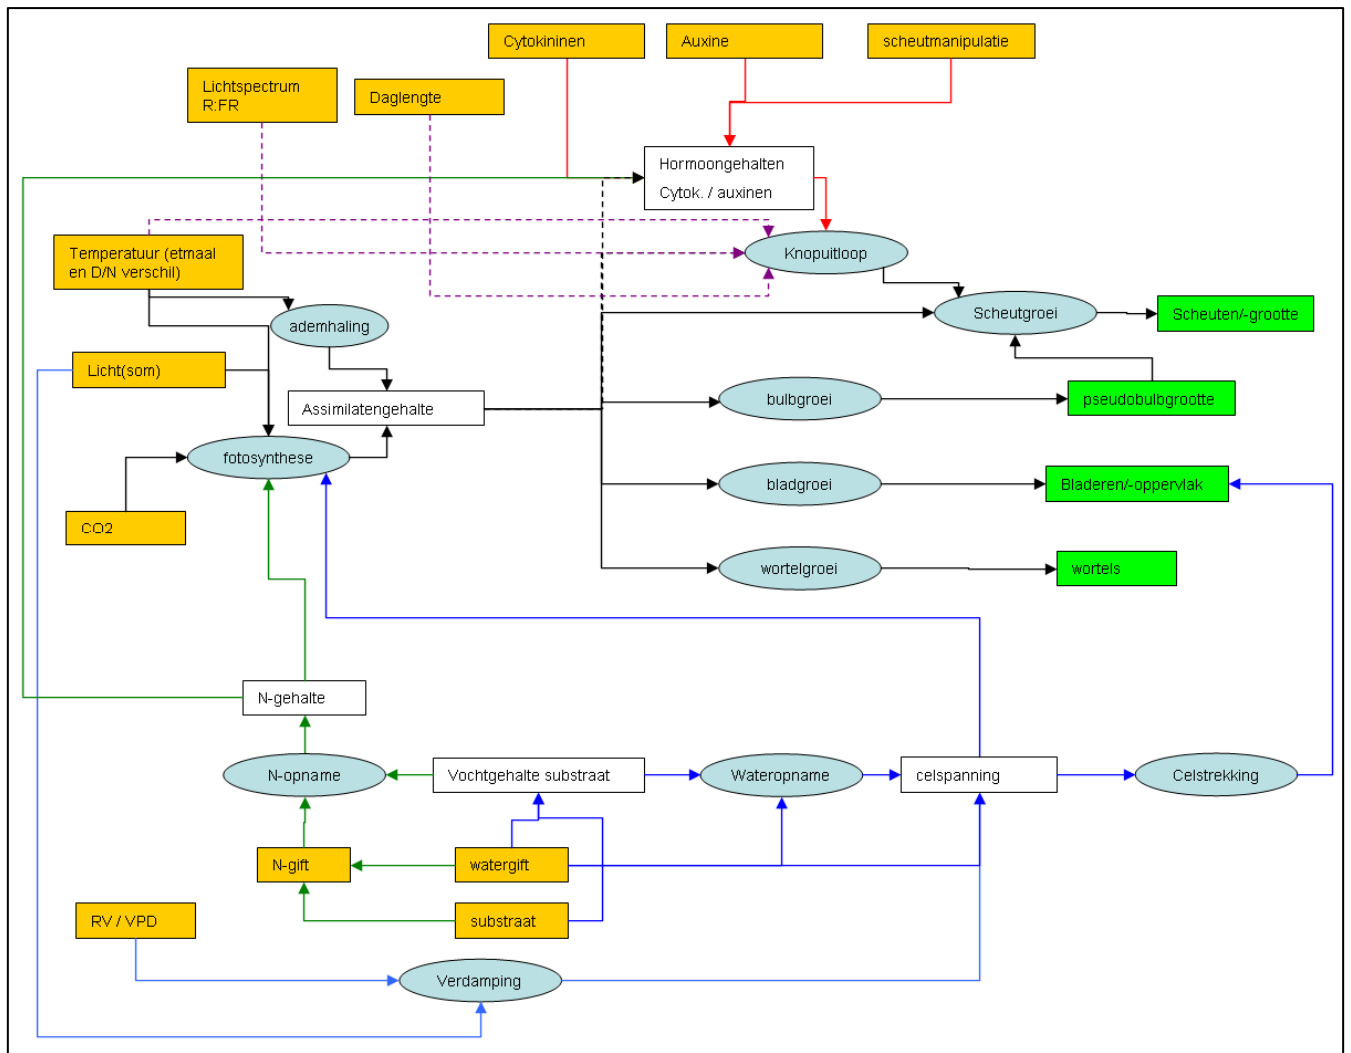 Cytokininen
Auxine
scheutmanipulatie
Lichtspectrum
R:FR
Daglengte
Hormoongehalten
Cytok. / auxinen
Temperatuur (etmaal
en D/N verschil)
Knopuitloop
ademhaling
Scheutgroei
Scheuten/-grootte
Licht(som)
Assimilatengehalte
bulbgroei
pseudobulbgrootte
fotosynthese
bladgroei
Bladeren/-oppervlak
CO2
wortelgroei
wortels
N-gehalte
N-opname
Vochtgehalte substraat
Wateropname
celspanning
Celstrekking
N-gift
watergift
RV / VPD
substraat
Verdamping